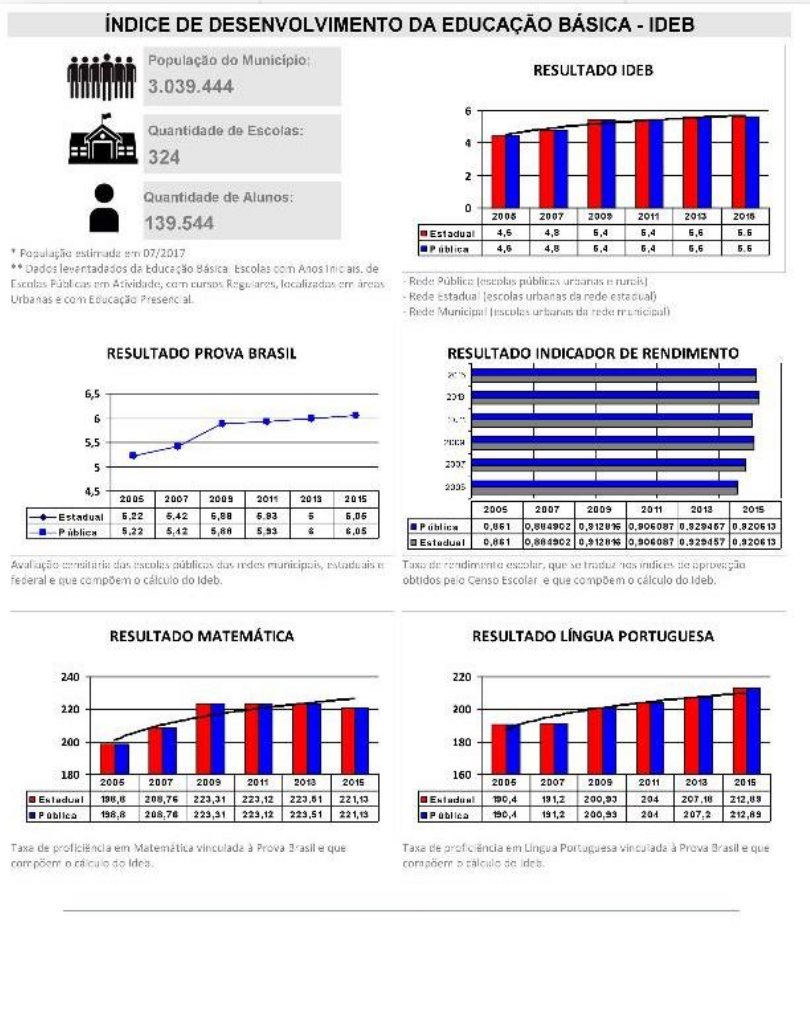 ÍNDICE DE DESENVOLVIMENTO DA EDUCAÇÃO BÁSICA - IDEB
População do Município:
3.039.444
Quantidade de Escolas:
324
Quantidade de Alunos:
139.544
* População estimada em 07/2017
** Dados levantadados da Educação Básica: Escolas com Anos Iniciais, de
Escolas Públicas em Atividade, com cursos Regulares, localizadas em áreas
Urbanas e com Educação Presencial.
RESULTADO IDEB
6
4
2
0
2005 2007 2009 2011 2013 2015
Estadual 4,5 4,8 5,4 5,4 5,6 5.6
Pública 4,5 4,8 5,4 5,4 5,6 5.6
- Rede Pública (escolas públicas urbanas e rurais)
- Rede Estadual (escolas urbanas da rede estadual)
- Rede Municipal (escolas urbanas da rede municipal)
RESULTADO PROVA BRASIL
6,5
6
5,5
5
4,5
2005 2007 2009 2011 2013 2015
Estadual 5,22 5,42 5,88 5,93 6 6,05
Pública 5,22 5,42 5,88 5,93 6 6,05
Avaliação censitária das escolas públicas das redes municipais, estaduais e
federal e que compõem o cálculo do Ideb.
RESULTADO INDICADOR DE RENDIMENTO
2015
2013
2011
2009
2007
2005
2005 2007 2009 2011 2013 2015
Pública 0,861 0,884902 0,912816 0,906087 0,929457 0,920613
Estadual 0,861 0,884902 0,912816 0,906087 0,929457 0,920613
Taxa de rendimento escolar, que se traduz nos índices de aprovação
obtidos pelo Censo Escolar e que compõem o cálculo do Ideb.
RESULTADO MATEMÁTICA
240
220
200
180
2005 2007 2009 2011 2013 2015
Estadual 198,8 208,76 223,31 223,12 223,51 221,13
Pública 198,8 208,76 223,31 223,12 223,51 221,13
Taxa de proficiência em Matemática vinculada à Prova Brasil e que
compõem o cálculo do Ideb.
RESULTADO LÍNGUA PORTUGUESA
220
200
180
160
2005 2007 2009 2011 2013 2015
Estadual 190,4 191,2 200,93 204 207,18 212,89
Pública 190,4 191,2 200,93 204 207,2 212,89
Taxa de proficiência em Língua Portuguesa vinculada à Prova Brasil e que
compõem o cálculo do Ideb.